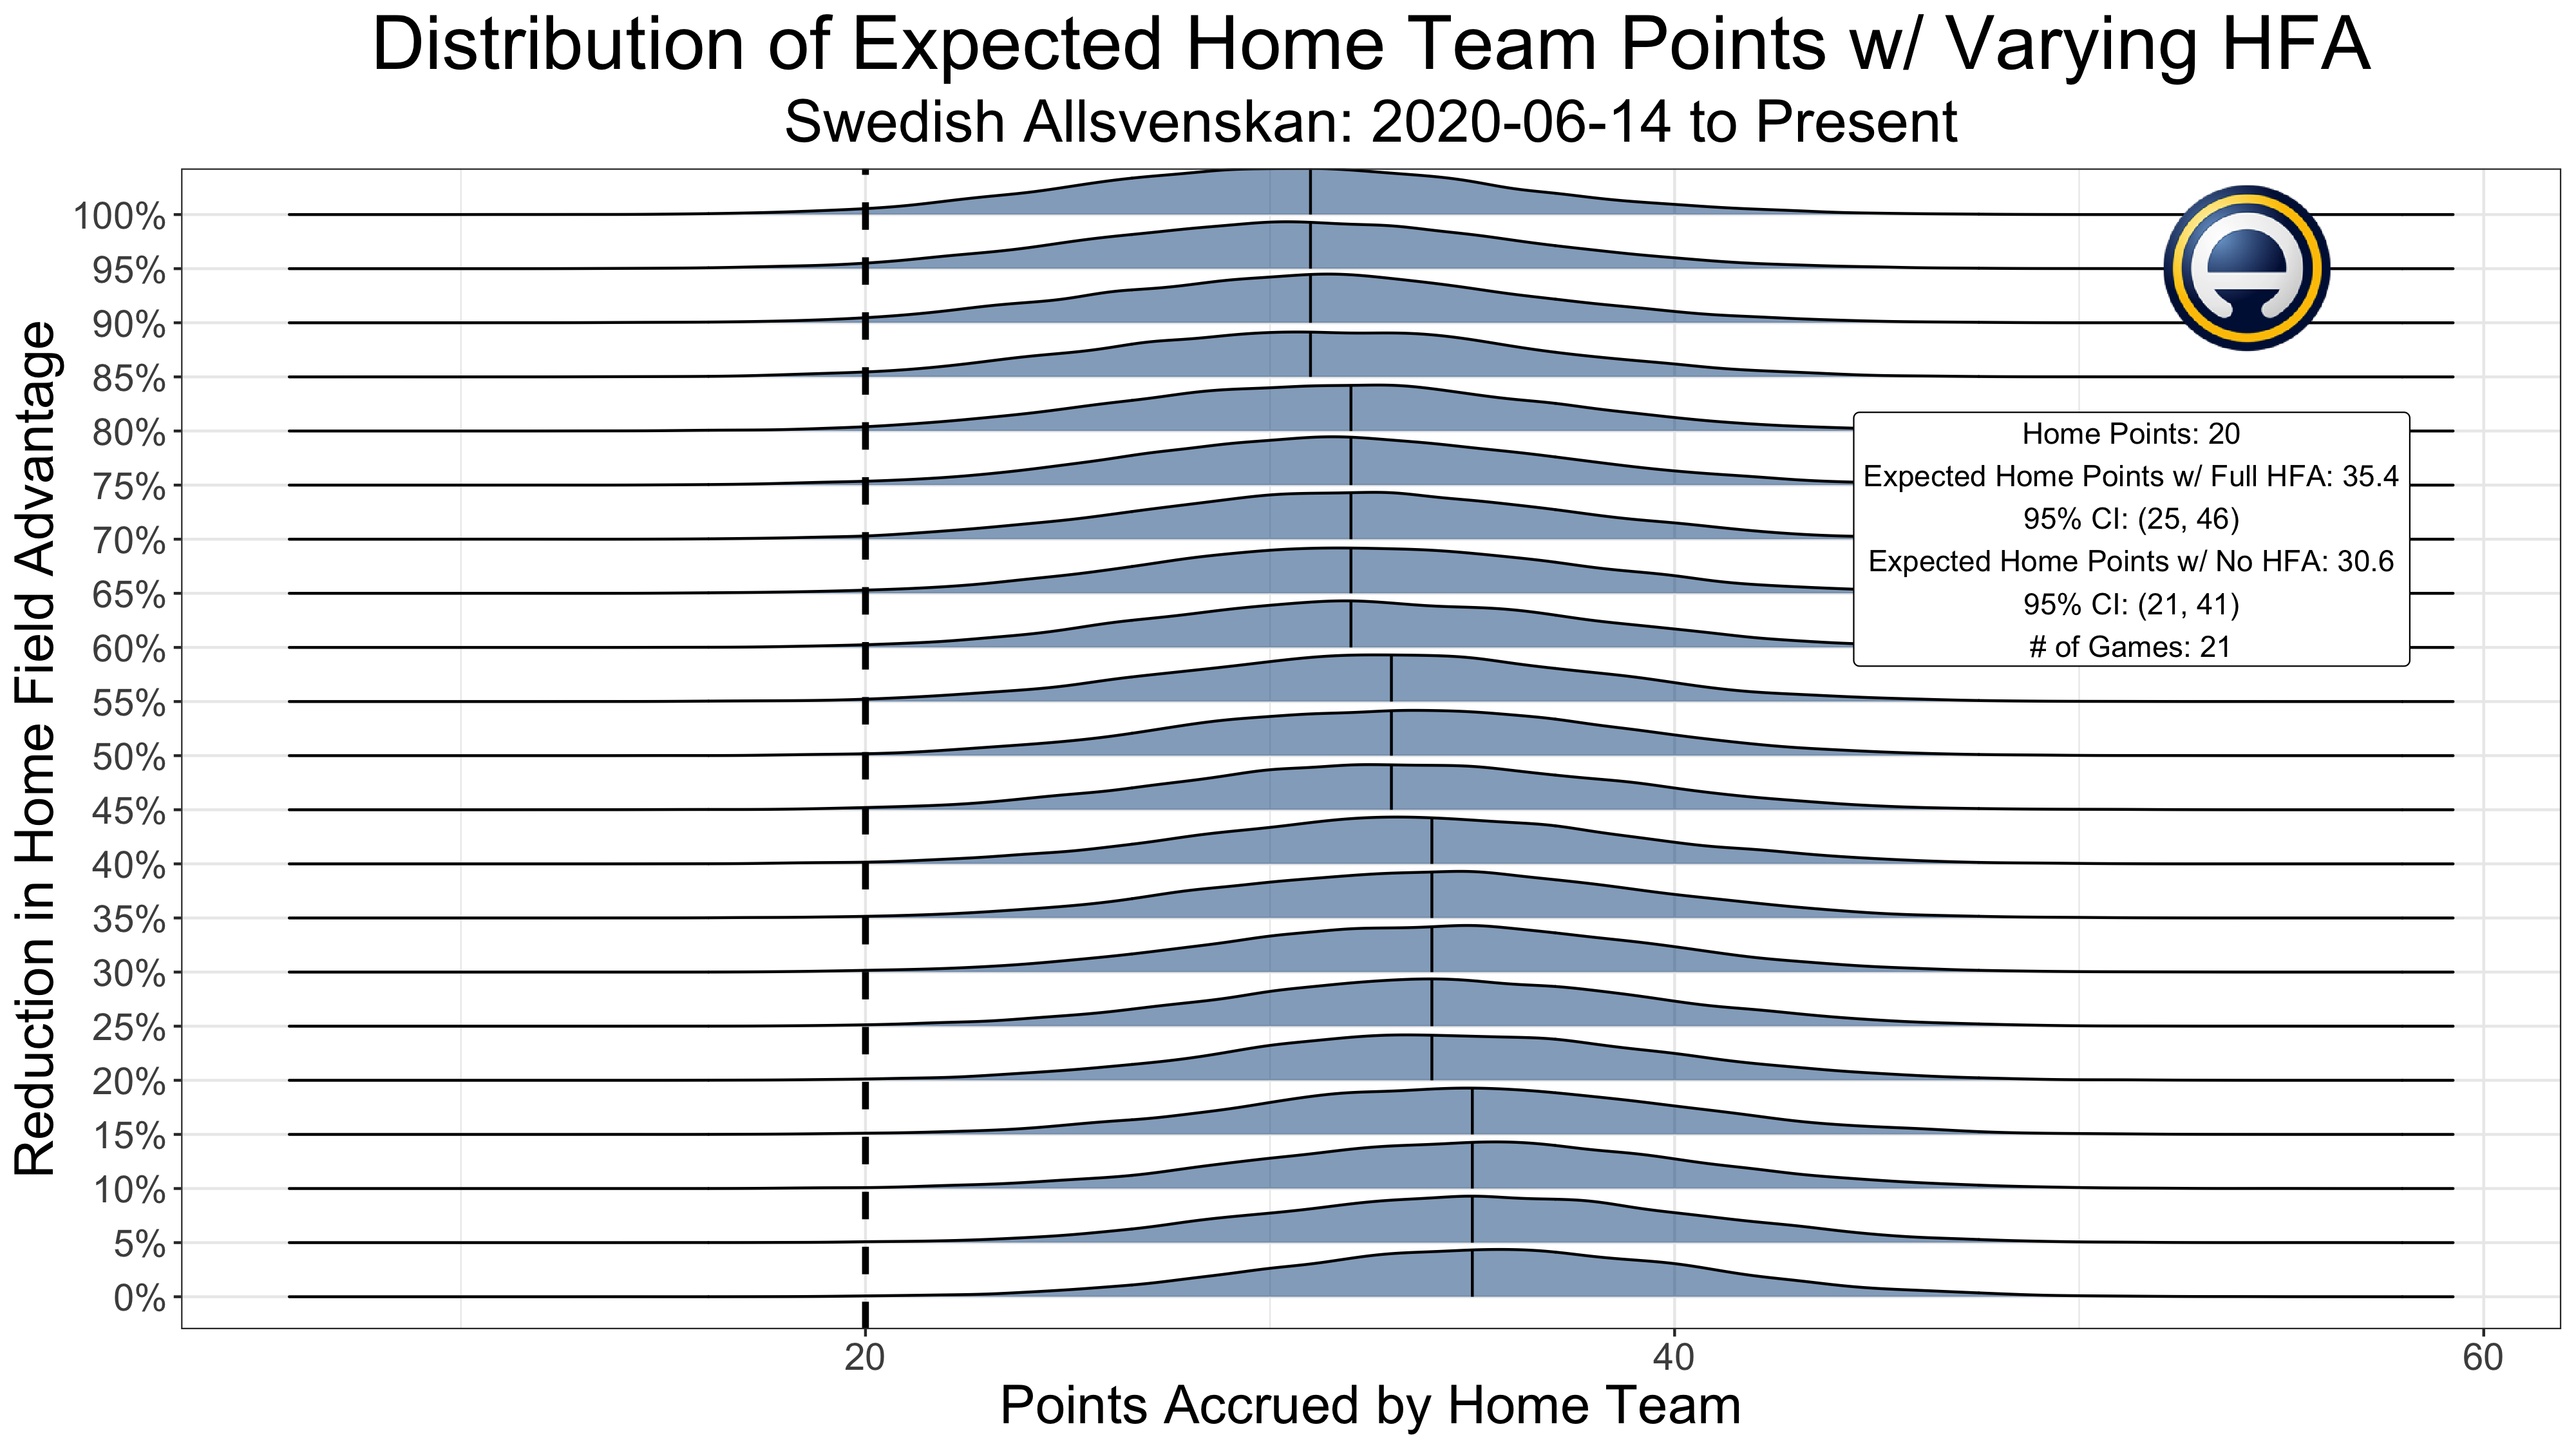 Distribution of Expected Home Team Points w/ Varying HFA
Swedish Allsvenskan: 2020-06-14 to Present
Reduction in Home Field Advantage
100%
95%
90%
85%
80%
75%
70%
65%
60%
55%
50%
45%
40%
35%
30%
25%
20%
15%
10%
5%
0%
Home Points: 20
Expected Home Points w/ Full HFA: 35.4
95% CI: (25, 46)
Expected Home Points w/ No HFA: 30.6
95% CI: (21, 41)
# of Games: 21
20
40
60
Points Accrued by Home Team